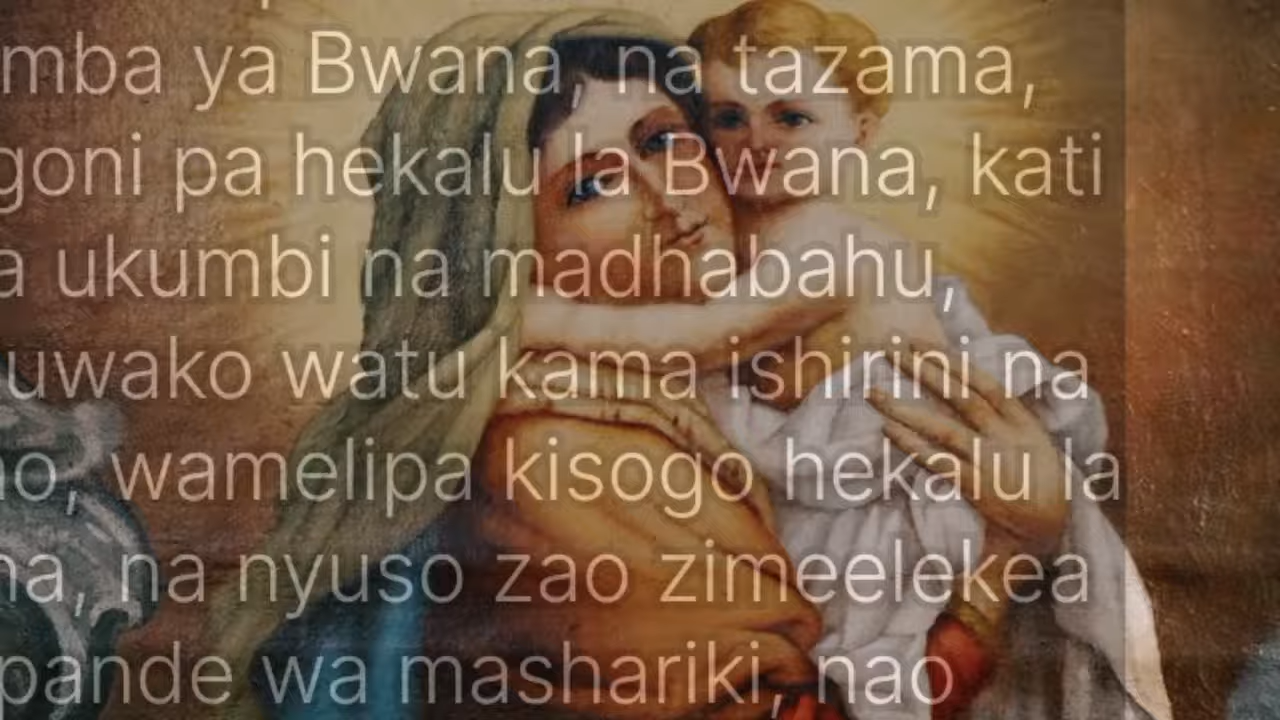 mba ya Bwana, na tazama,
goni pa hekalu la Bwana, kati
a ukumbi na madhabahu,
uwako watu kama ishirini na
no, wamelipa kisogo hekalu la
na, na nyuso zao zimeelekea
pande wa mashariki, nao